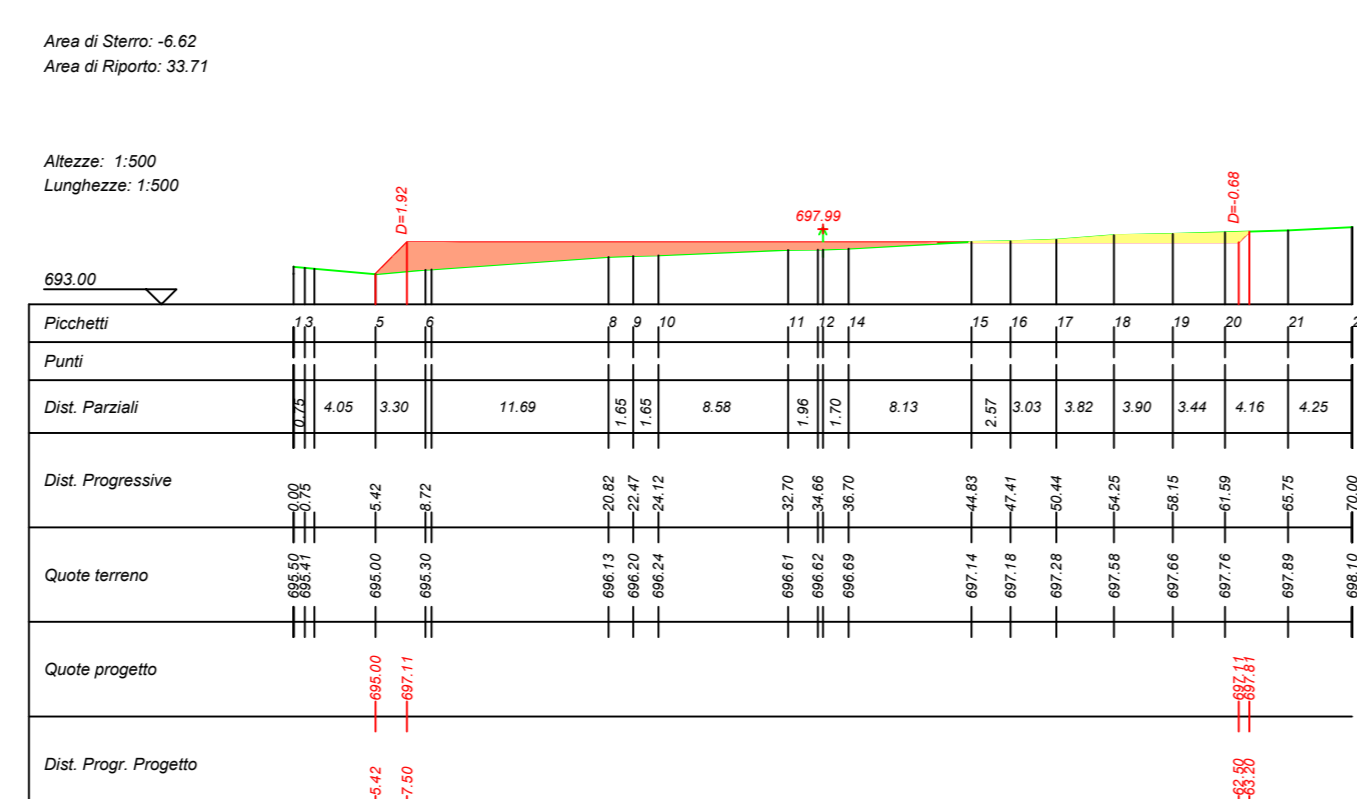 Area di Sterro: -6.62
Area di Riporto: 33.71
Altezze: 1:500
Lunghezze: 1:500
D=1.92
697.99
D=-0.68
693.00
Picchetti 1 3 5 6 8 9 10 11 12 14 15 16 17 18 19 20 21 2
Punti
Dist. Parziali 0.75 4.05 3.30 11.69 1.65 1.65 8.58 1.96 1.70 8.13 2.57 3.03 3.82 3.90 3.44 4.16 4.25
Dist. Progressive 0.00 0.75 5.42 8.72 20.82 22.47 24.12 32.70 34.66 36.70 44.83 47.41 50.44 54.25 58.15 61.59 65.75 70.00
Quote terreno 695.50 695.41 695.00 695.30 696.13 696.20 696.24 696.61 696.62 696.69 697.14 697.18 697.28 697.58 697.66 697.76 697.89 698.10
Quote progetto 695.00 697.11 697.11 697.81
Dist. Progr. Progetto 5.42 7.50 62.50 63.20